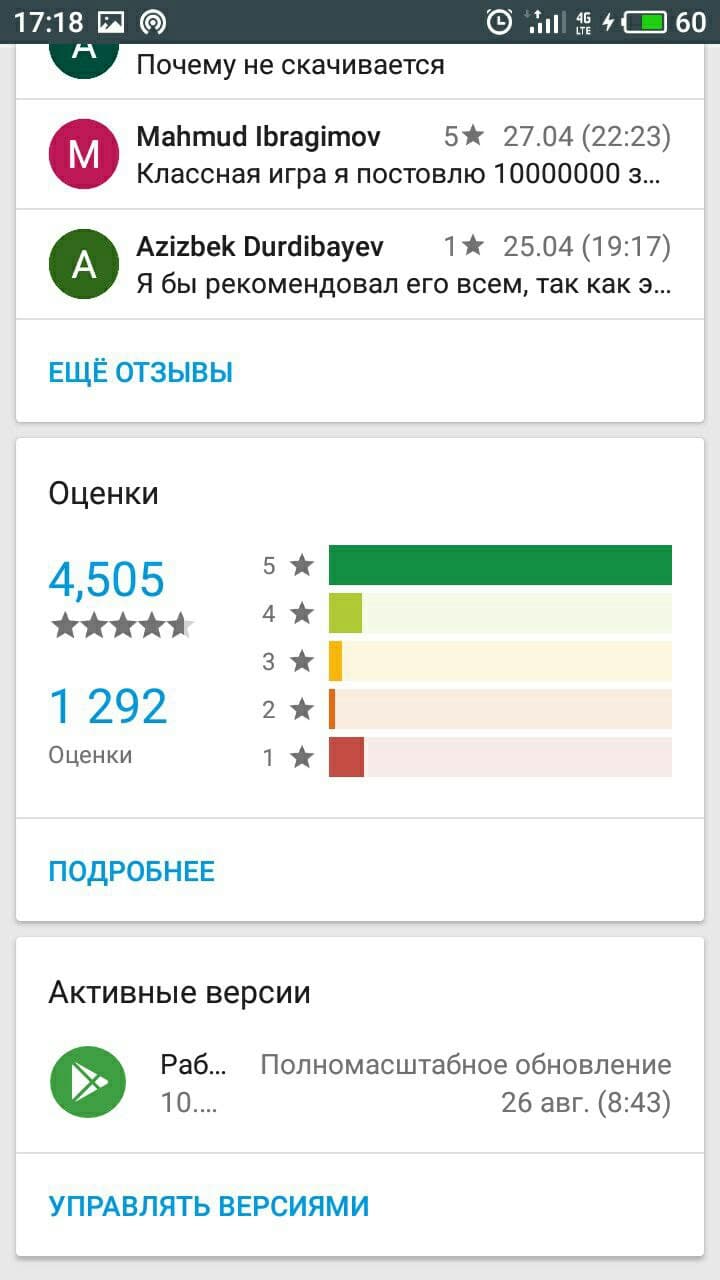 17:18 4G LTE 60
A Почему не скачивается
M Mahmud Ibragimov 5★ 27.04 (22:23)
Классная игра я постовлю 10000000 з...
A Azizbek Durdibayev 1★ 25.04 (19:17)
Я бы рекомендовал его всем, так как э...
ЕЩЁ ОТЗЫВЫ
Оценки
4,505
5 ★
4 ★
3 ★
2 ★
1 ★
1 292
Оценки
ПОДРОБНЕЕ
Активные версии
Раб... Полномасштабное обновление
10.... 26 авг. (8:43)
УПРАВЛЯТЬ ВЕРСИЯМИ